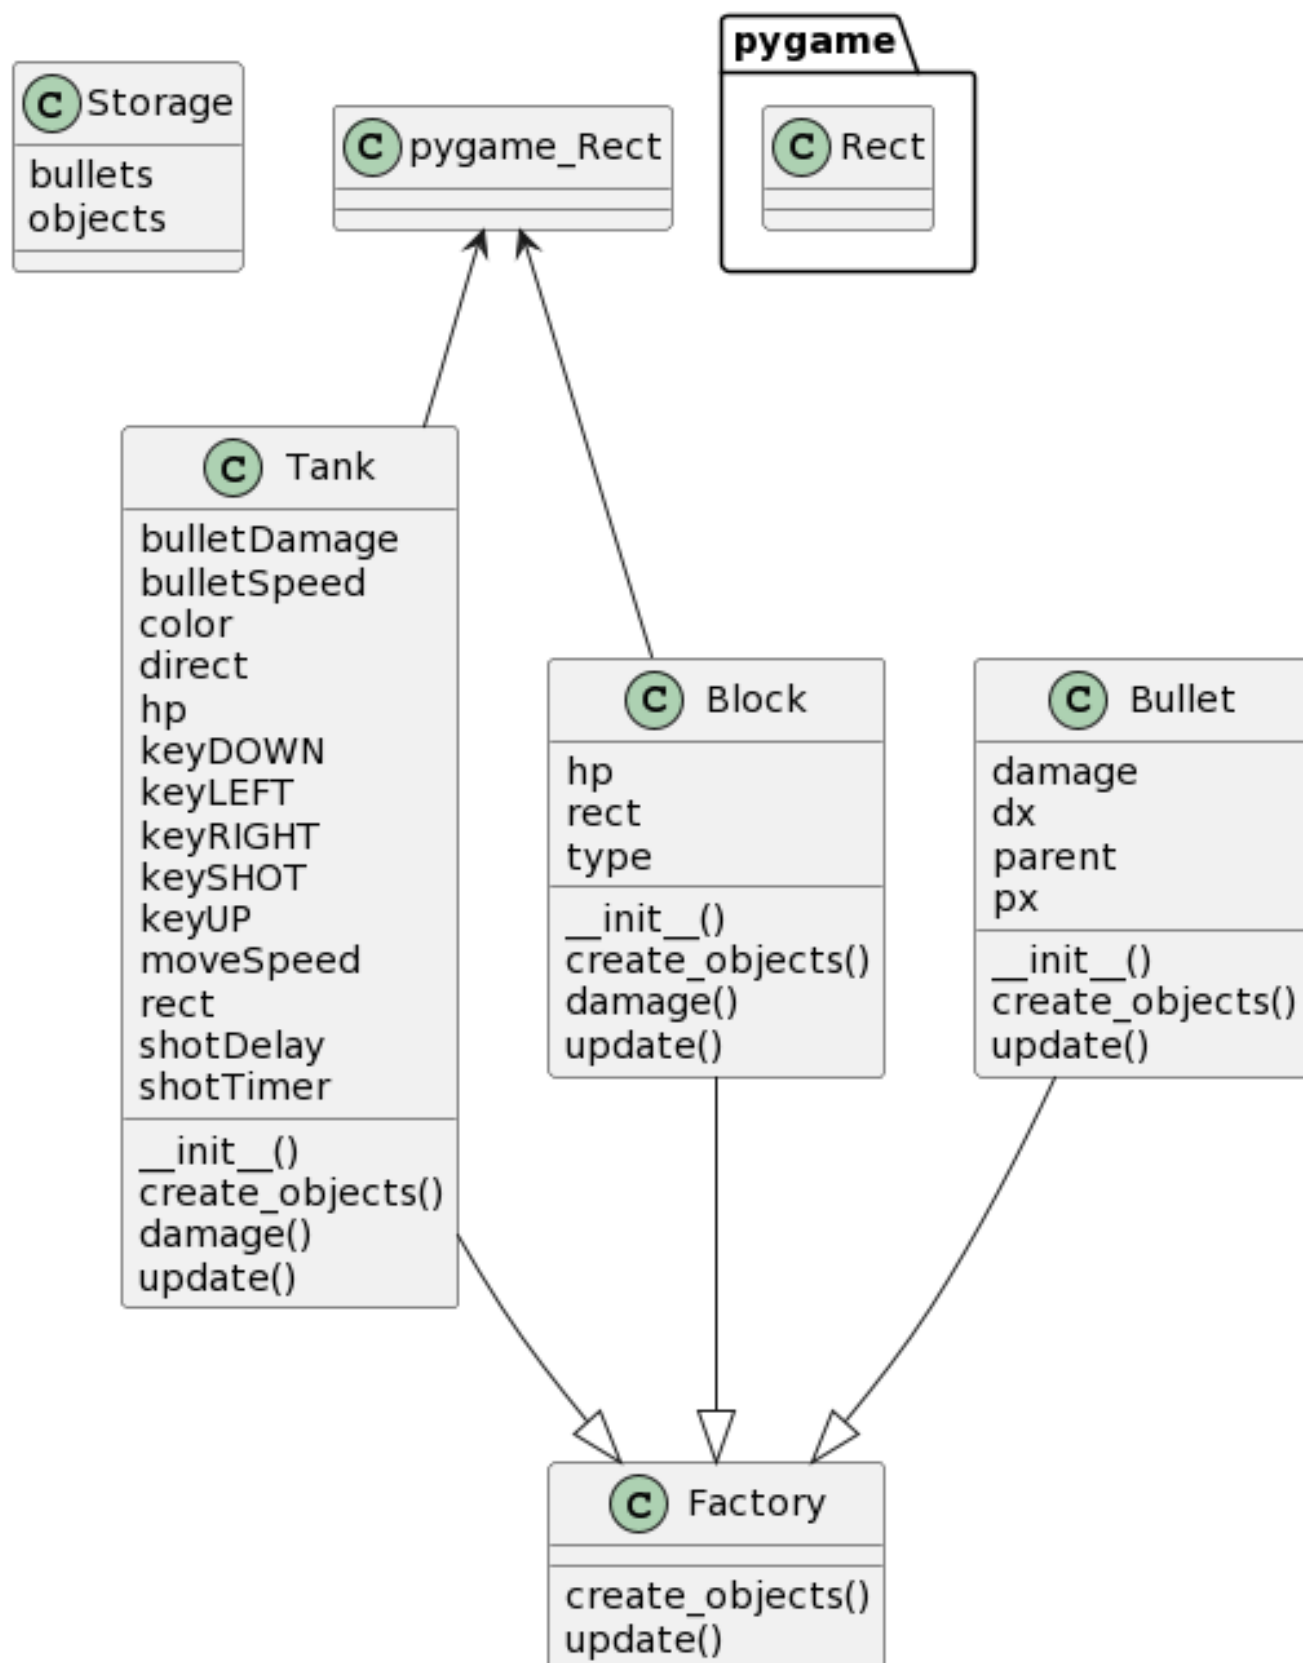 C Storage
bullets
objects
C pygame_Rect
pygame
C Rect
C Tank
bulletDamage
bulletSpeed
color
direct
hp
keyDOWN
keyLEFT
keyRIGHT
keySHOT
keyUP
moveSpeed
rect
shotDelay
shotTimer
__init__()
create_objects()
damage()
update()
C Block
hp
rect
type
__init__()
create_objects()
damage()
update()
C Bullet
damage
dx
parent
px
__init__()
create_objects()
update()
C Factory
create_objects()
update()